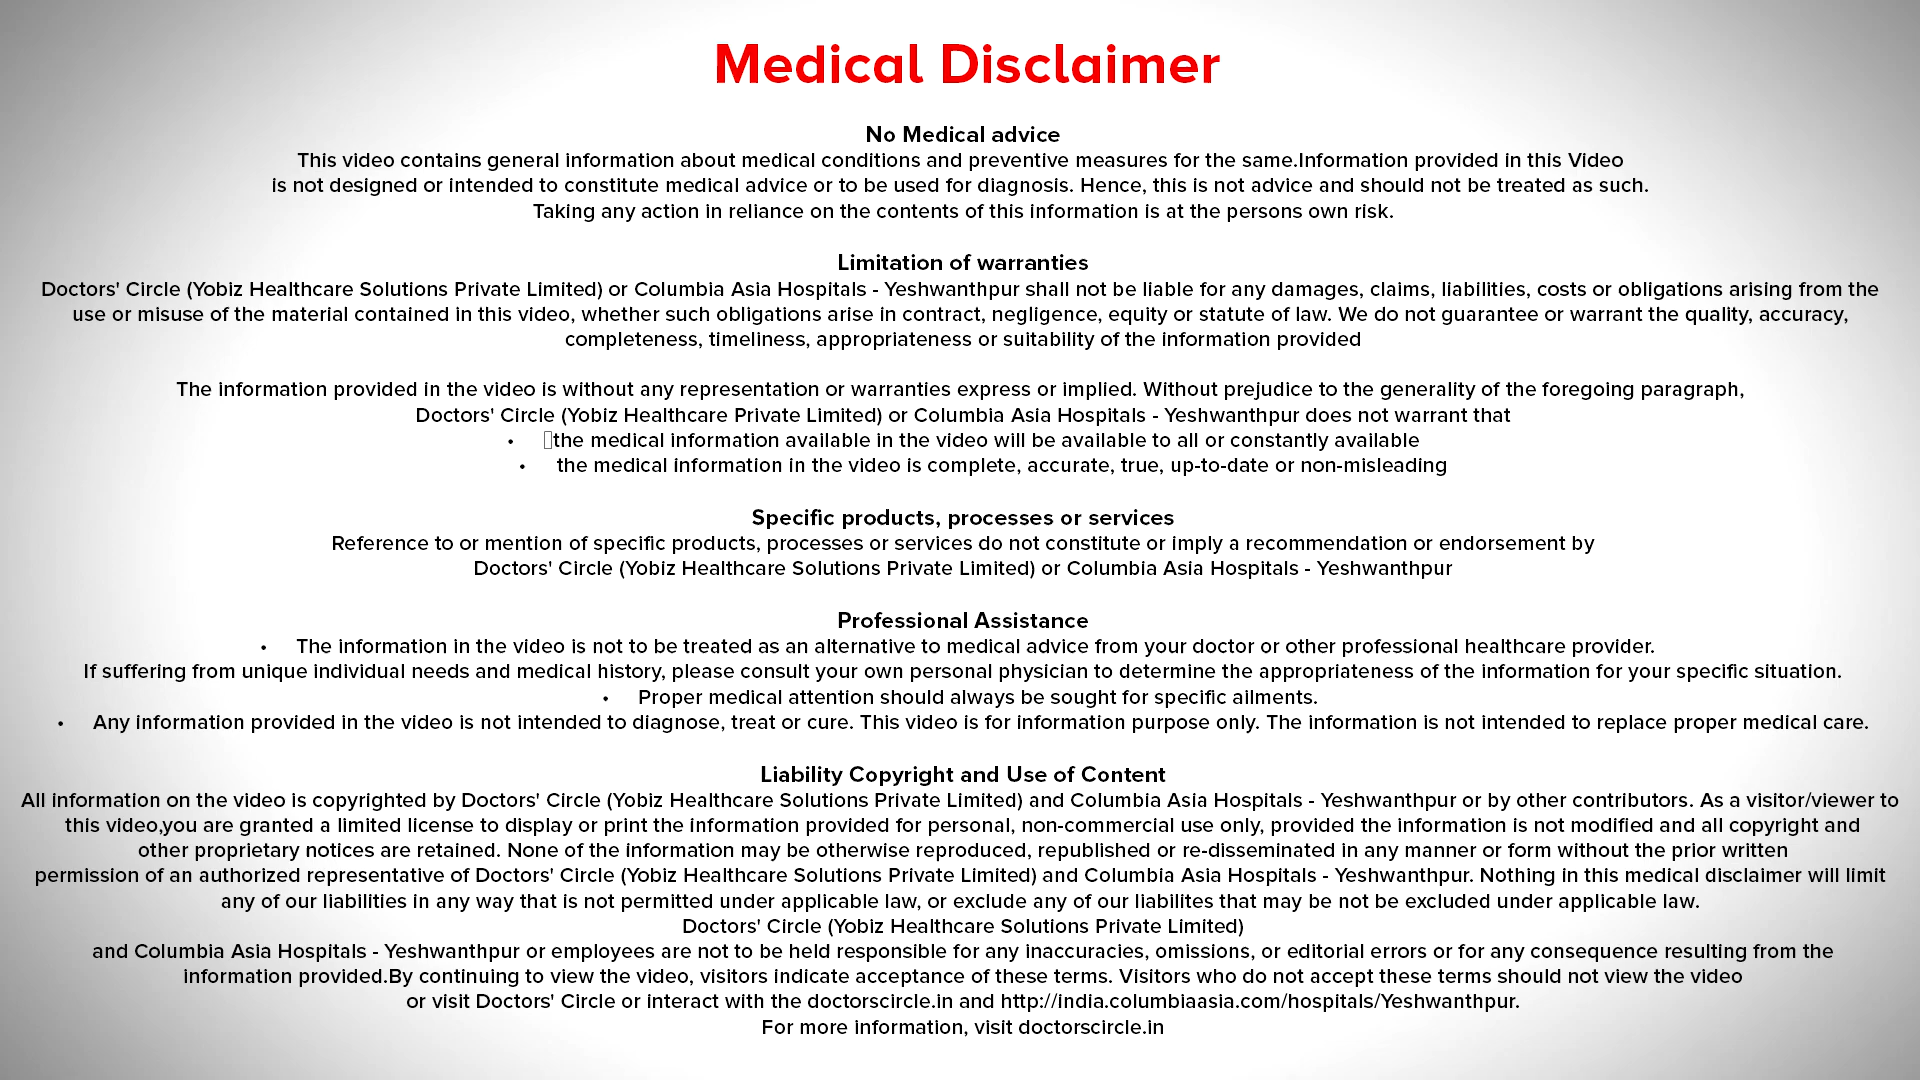 Medical Disclaimer
No Medical advice
This video contains general information about medical conditions and preventive measures for the same.Information provided in this Video
is not designed or intended to constitute medical advice or to be used for diagnosis. Hence, this is not advice and should not be treated as such.
Taking any action in reliance on the contents of this information is at the persons own risk.
Limitation of warranties
Doctors' Circle (Yobiz Healthcare Solutions Private Limited) or Columbia Asia Hospitals - Yeshwanthpur shall not be liable for any damages, claims, liabilities, costs or obligations arising from the
use or misuse of the material contained in this video, whether such obligations arise in contract, negligence, equity or statute of law. We do not guarantee or warrant the quality, accuracy,
completeness, timeliness, appropriateness or suitability of the information provided
The information provided in the video is without any representation or warranties express or implied. Without prejudice to the generality of the foregoing paragraph,
Doctors' Circle (Yobiz Healthcare Private Limited) or Columbia Asia Hospitals - Yeshwanthpur does not warrant that
• the medical information available in the video will be available to all or constantly available
• the medical information in the video is complete, accurate, true, up-to-date or non-misleading
Specific products, processes or services
Reference to or mention of specific products, processes or services do not constitute or imply a recommendation or endorsement by
Doctors' Circle (Yobiz Healthcare Solutions Private Limited) or Columbia Asia Hospitals - Yeshwanthpur
Professional Assistance
• The information in the video is not to be treated as an alternative to medical advice from your doctor or other professional healthcare provider.
If suffering from unique individual needs and medical history, please consult your own personal physician to determine the appropriateness of the information for your specific situation.
• Proper medical attention should always be sought for specific ailments.
• Any information provided in the video is not intended to diagnose, treat or cure. This video is for information purpose only. The information is not intended to replace proper medical care.
Liability Copyright and Use of Content
All information on the video is copyrighted by Doctors' Circle (Yobiz Healthcare Solutions Private Limited) and Columbia Asia Hospitals - Yeshwanthpur or by other contributors. As a visitor/viewer to
this video,you are granted a limited license to display or print the information provided for personal, non-commercial use only, provided the information is not modified and all copyright and
other proprietary notices are retained. None of the information may be otherwise reproduced, republished or re-disseminated in any manner or form without the prior written
permission of an authorized representative of Doctors' Circle (Yobiz Healthcare Solutions Private Limited) and Columbia Asia Hospitals - Yeshwanthpur. Nothing in this medical disclaimer will limit
any of our liabilities in any way that is not permitted under applicable law, or exclude any of our liabilites that may be not be excluded under applicable law.
Doctors' Circle (Yobiz Healthcare Solutions Private Limited)
and Columbia Asia Hospitals - Yeshwanthpur or employees are not to be held responsible for any inaccuracies, omissions, or editorial errors or for any consequence resulting from the
information provided.By continuing to view the video, visitors indicate acceptance of these terms. Visitors who do not accept these terms should not view the video
or visit Doctors' Circle or interact with the doctorscircle.in and http://india.columbiaasia.com/hospitals/Yeshwanthpur.
For more information, visit doctorscircle.in